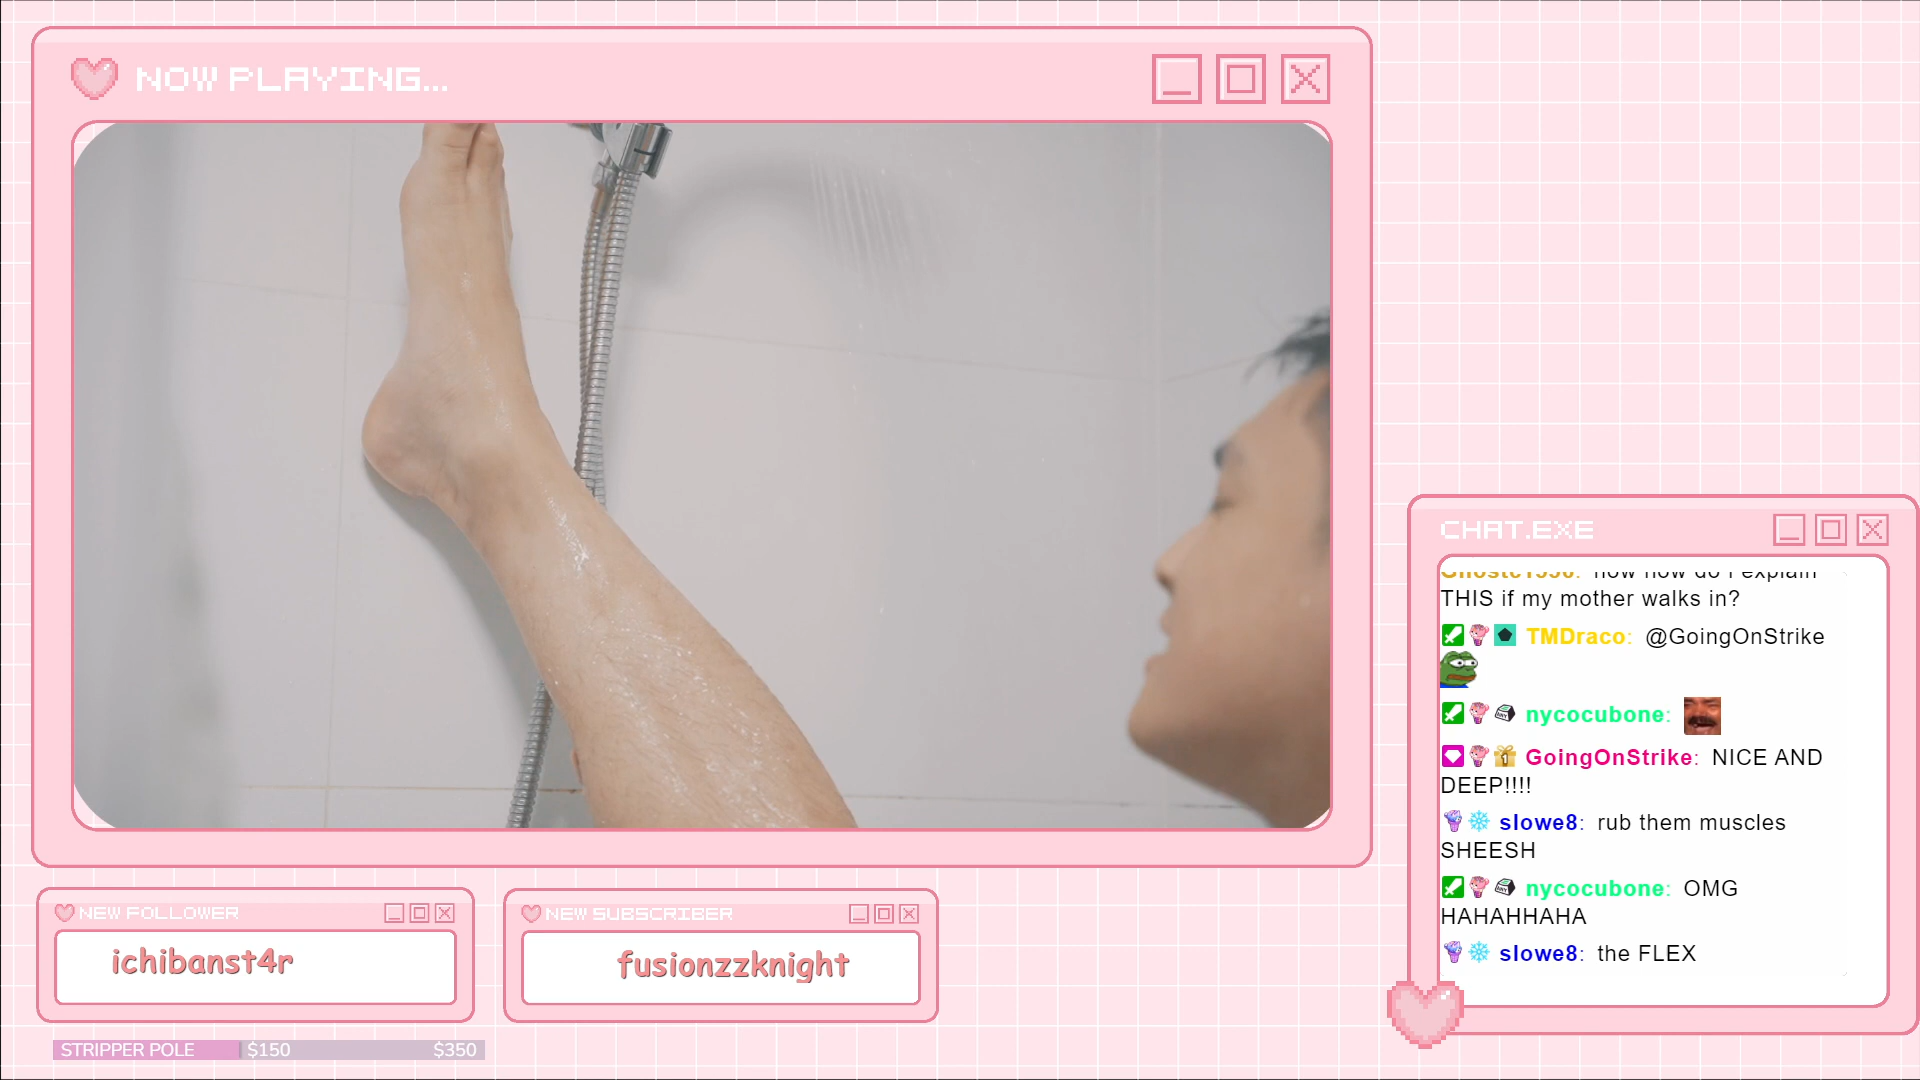 NOW PLAYING...
CHAT.EXE
THIS if my mother walks in?
TMDraco: @GoingOnStrike
nycocubone:
GoingOnStrike: NICE AND
DEEP!!!!
slowe8: rub them muscles
SHEESH
nycocubone: OMG
HAHAHHAHA
slowe8: the FLEX
NEW FOLLOWER
ichibanst4r
NEW SUBSCRIBER
fusionzzknight
STRIPPER POLE $150 $350